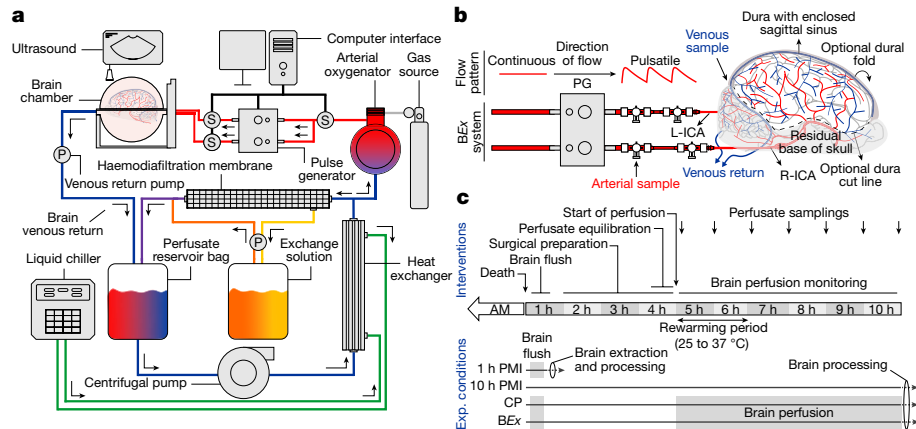 a
Ultrasound
Brain
chamber
Computer interface
Arterial
oxygenator
Gas
source
S
S
S
P
Venous return pump
Haemodiafiltration membrane
Pulse
generator
Brain
venous return
P
Perfusate
reservoir bag
Exchange
solution
Heat
exchanger
Liquid chiller
Centrifugal pump
b
Flow
pattern
Continuous
Direction
of flow
Pulsatile
PG
BEx
system
Venous
sample
Dura with enclosed
sagittal sinus
Optional dural
fold
L-ICA
Residual
base of skull
Arterial sample
Venous return
R-ICA
Optional dura
cut line
c
Interventions
Start of perfusion
Perfusate equilibration
Surgical preparation
Brain flush
Death
Perfusate samplings
Brain perfusion monitoring
AM
1 h
2 h
3 h
4 h
5 h
6 h
7 h
8 h
9 h
10 h
Rewarming period
(25 to 37 °C)
Exp. conditions
Brain
flush
Brain extraction
and processing
Brain processing
1 h PMI
10 h PMI
CP
BEx
Brain perfusion